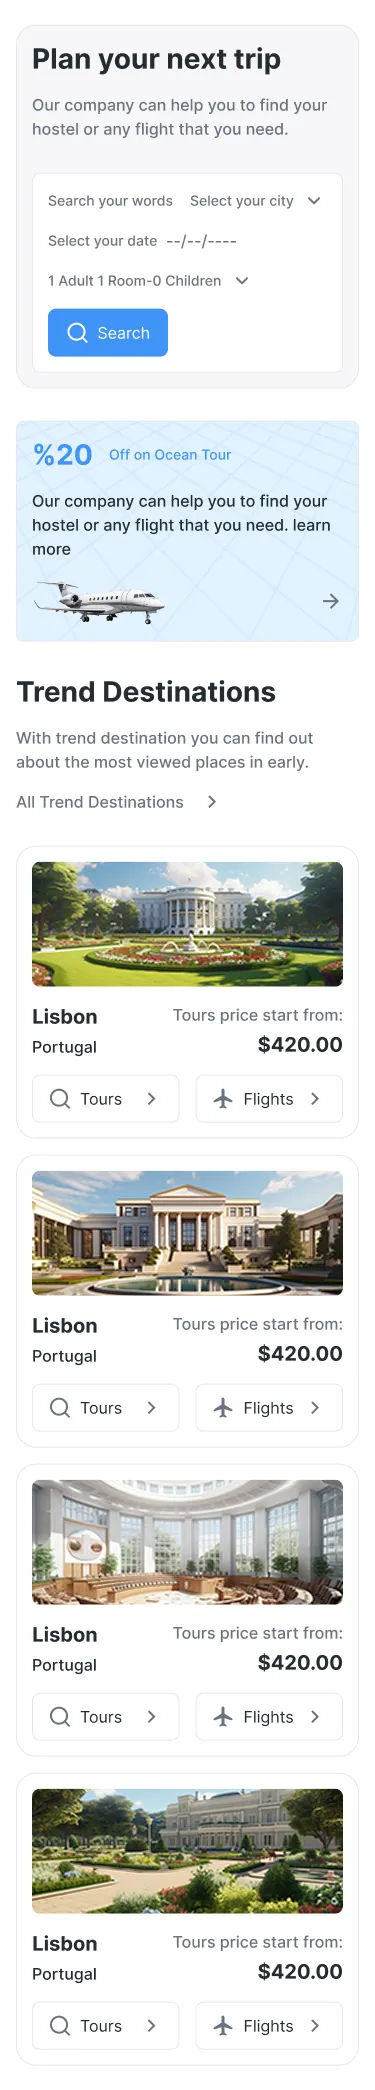 Plan your next trip
Our company can help you to find your
hostel or any flight that you need.
Search your words Select your city
Select your date --/--/----
1 Adult 1 Room-0 Children
Search
%20 Off on Ocean Tour
Our company can help you to find your
hostel or any flight that you need. learn
more
Trend Destinations
With trend destination you can find out
about the most viewed places in early.
All Trend Destinations
Lisbon Tours price start from:
Portugal $420.00
Tours Flights
Lisbon Tours price start from:
Portugal $420.00
Tours Flights
Lisbon Tours price start from:
Portugal $420.00
Tours Flights
Lisbon Tours price start from:
Portugal $420.00
Tours Flights